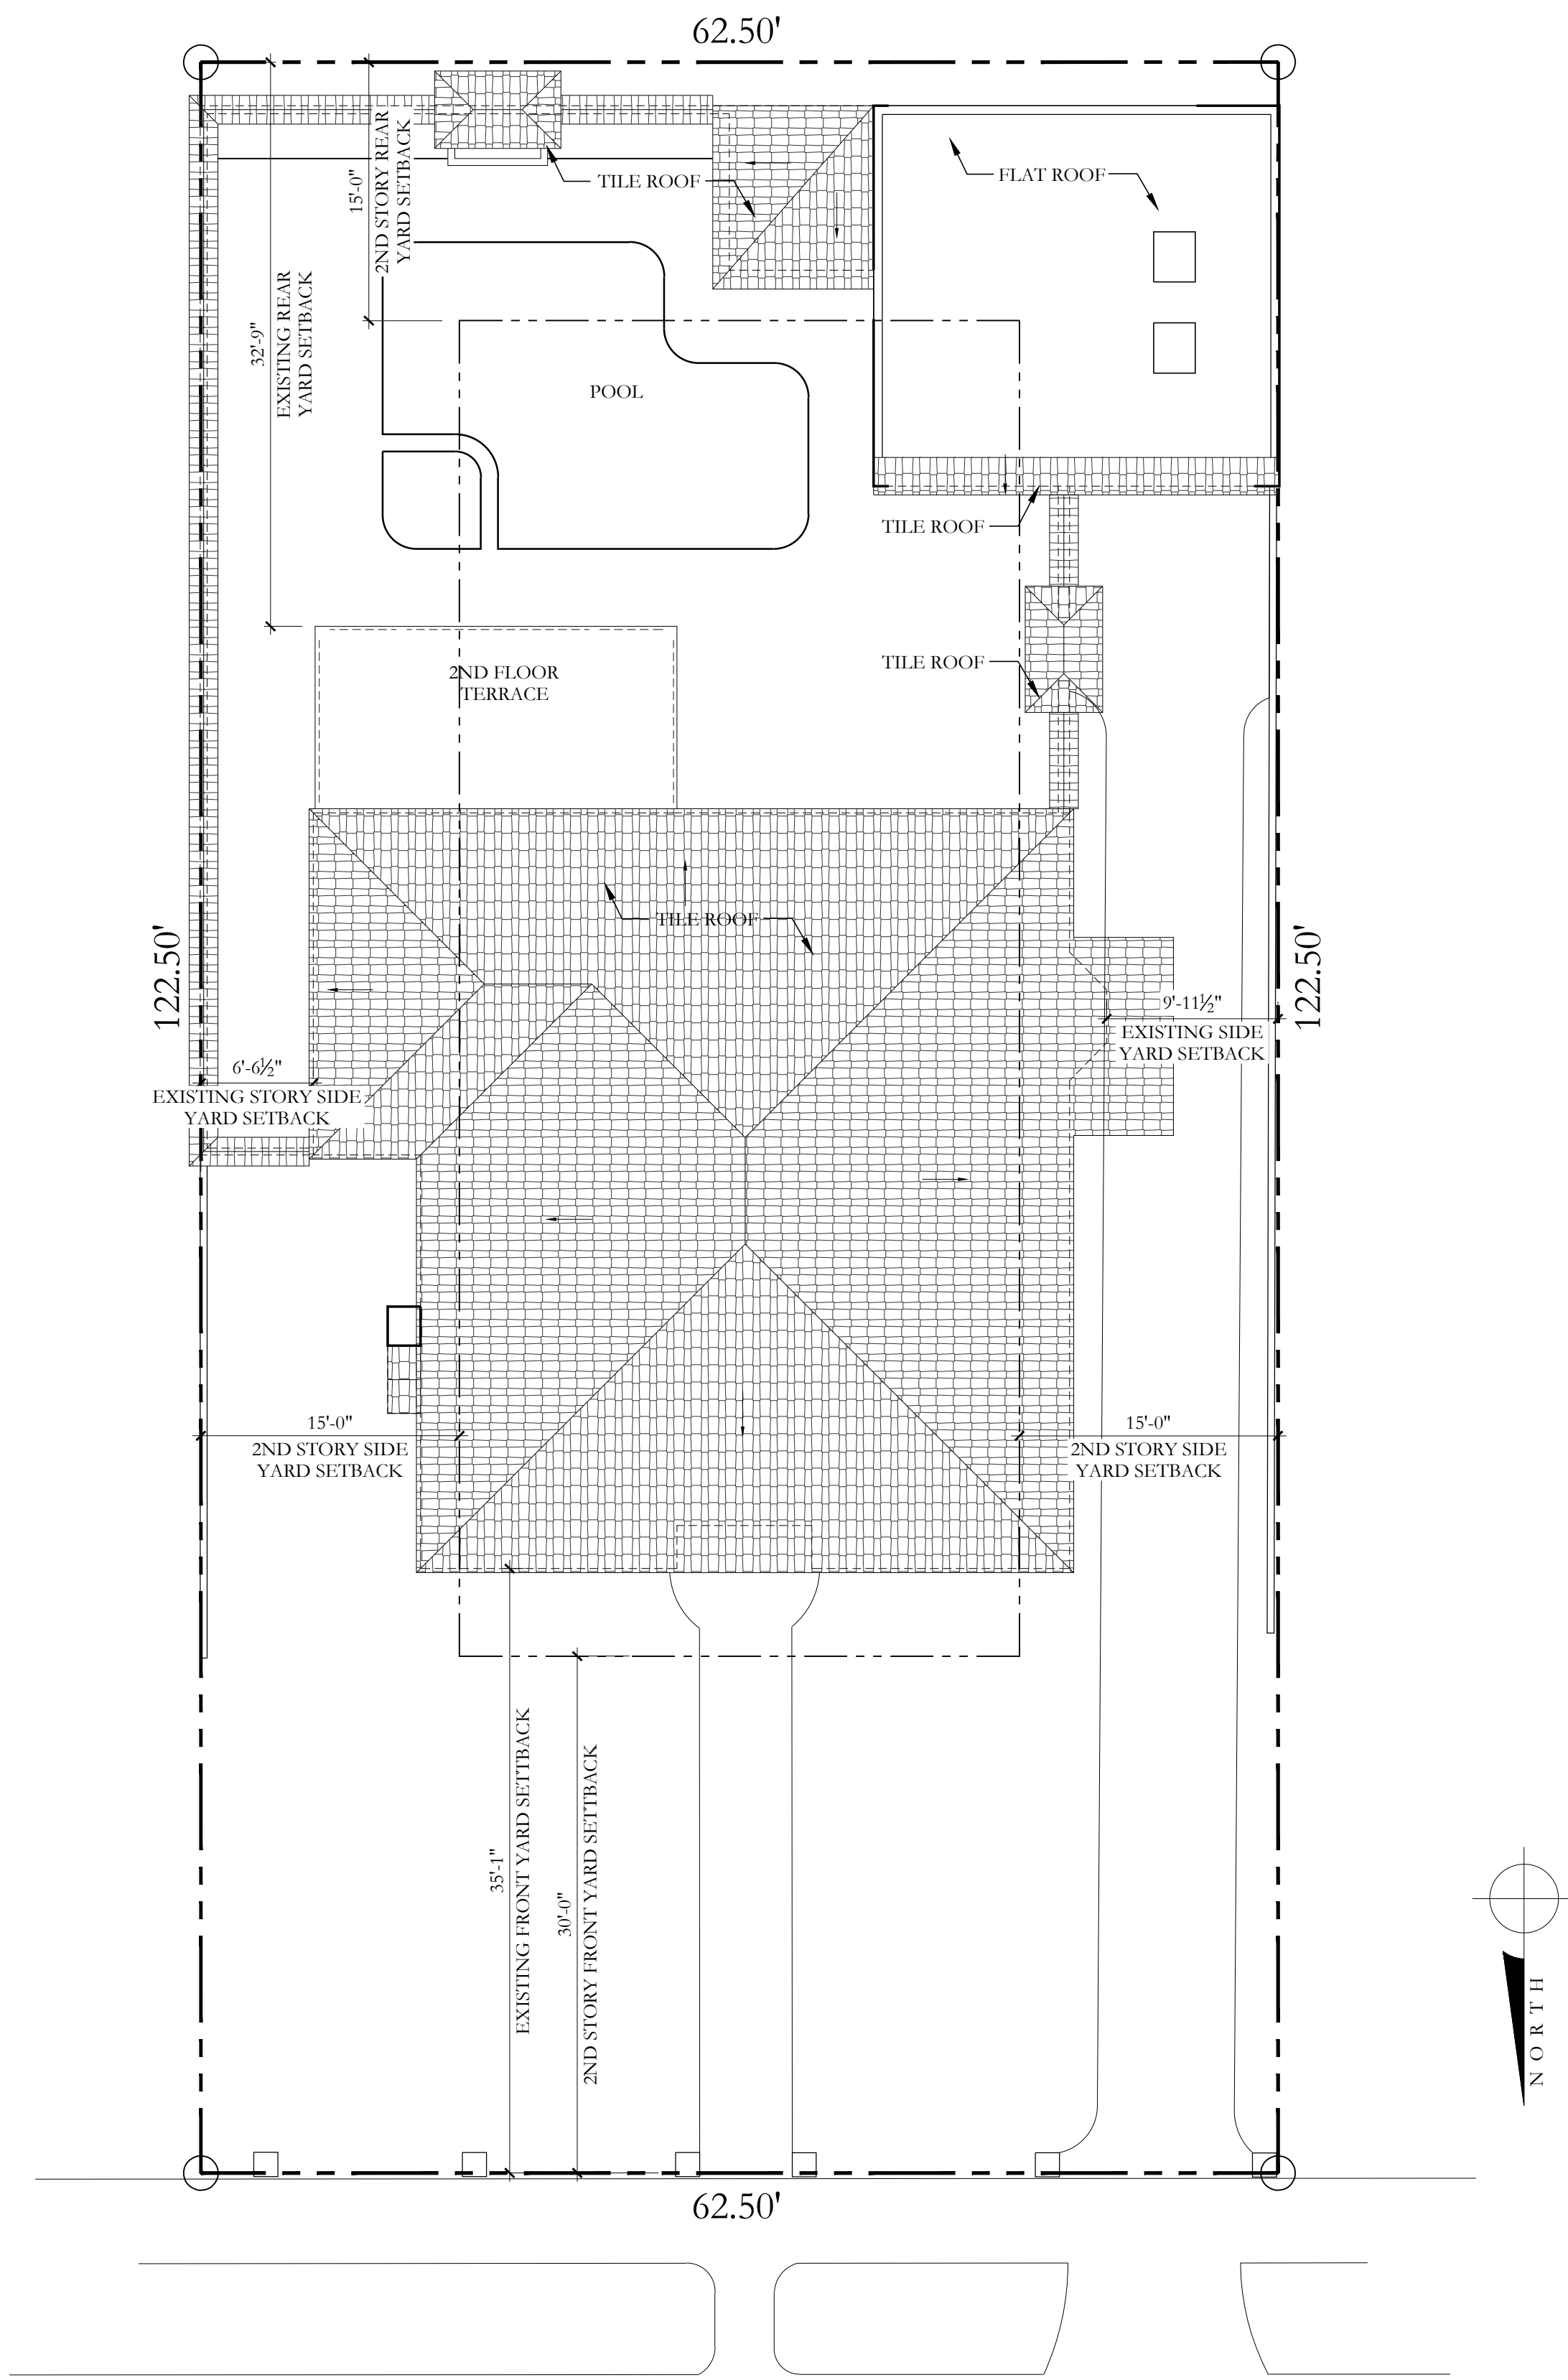 62.50'
15'-0"
2ND STORY REAR
YARD SETBACK
TILE ROOF
FLAT ROOF
32'-9"
EXISTING REAR
YARD SETBACK
POOL
TILE ROOF
2ND FLOOR
TERRACE
TILE ROOF
TILE ROOF
122.50'
122.50'
9'-11½"
EXISTING SIDE
YARD SETBACK
6'-6½"
EXISTING STORY SIDE
YARD SETBACK
15'-0"
2ND STORY SIDE
YARD SETBACK
15'-0"
2ND STORY SIDE
YARD SETBACK
35'-1"
EXISTING FRONT YARD SETTBACK
30'-0"
2ND STORY FRONT YARD SETTBACK
NORTH
62.50'